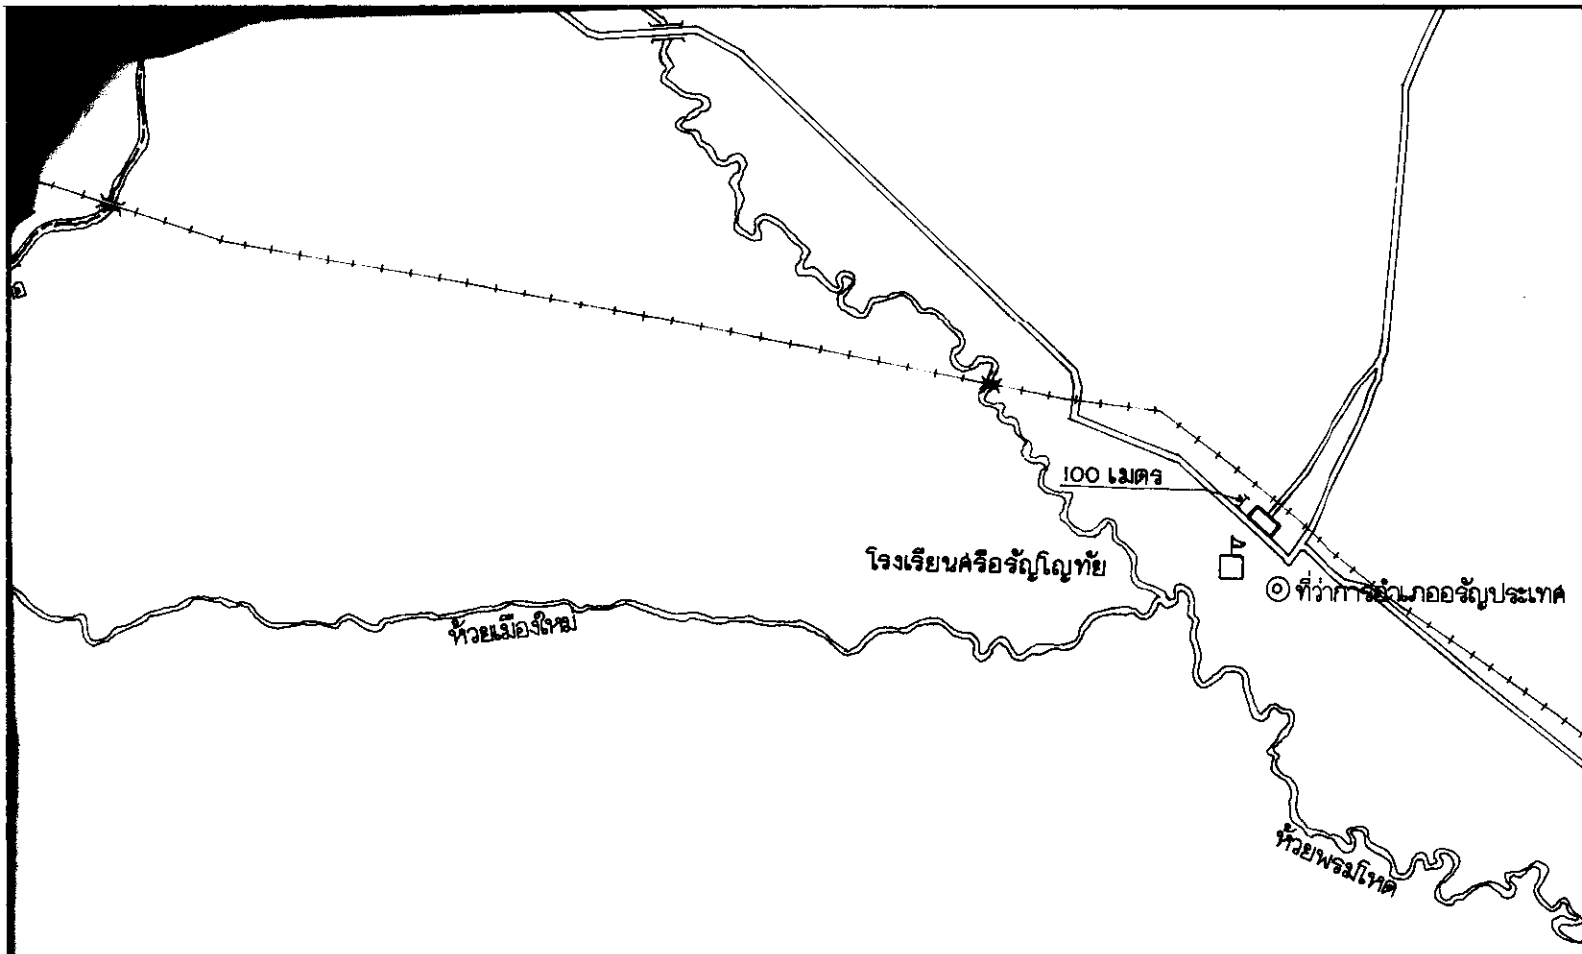 100 เมตร
โรงเรียนศรีอรัญโญทัย
ที่ว่าการอำเภออรัญประเทศ
ห้วยเมืองใหม่
ห้วยพรมโหด